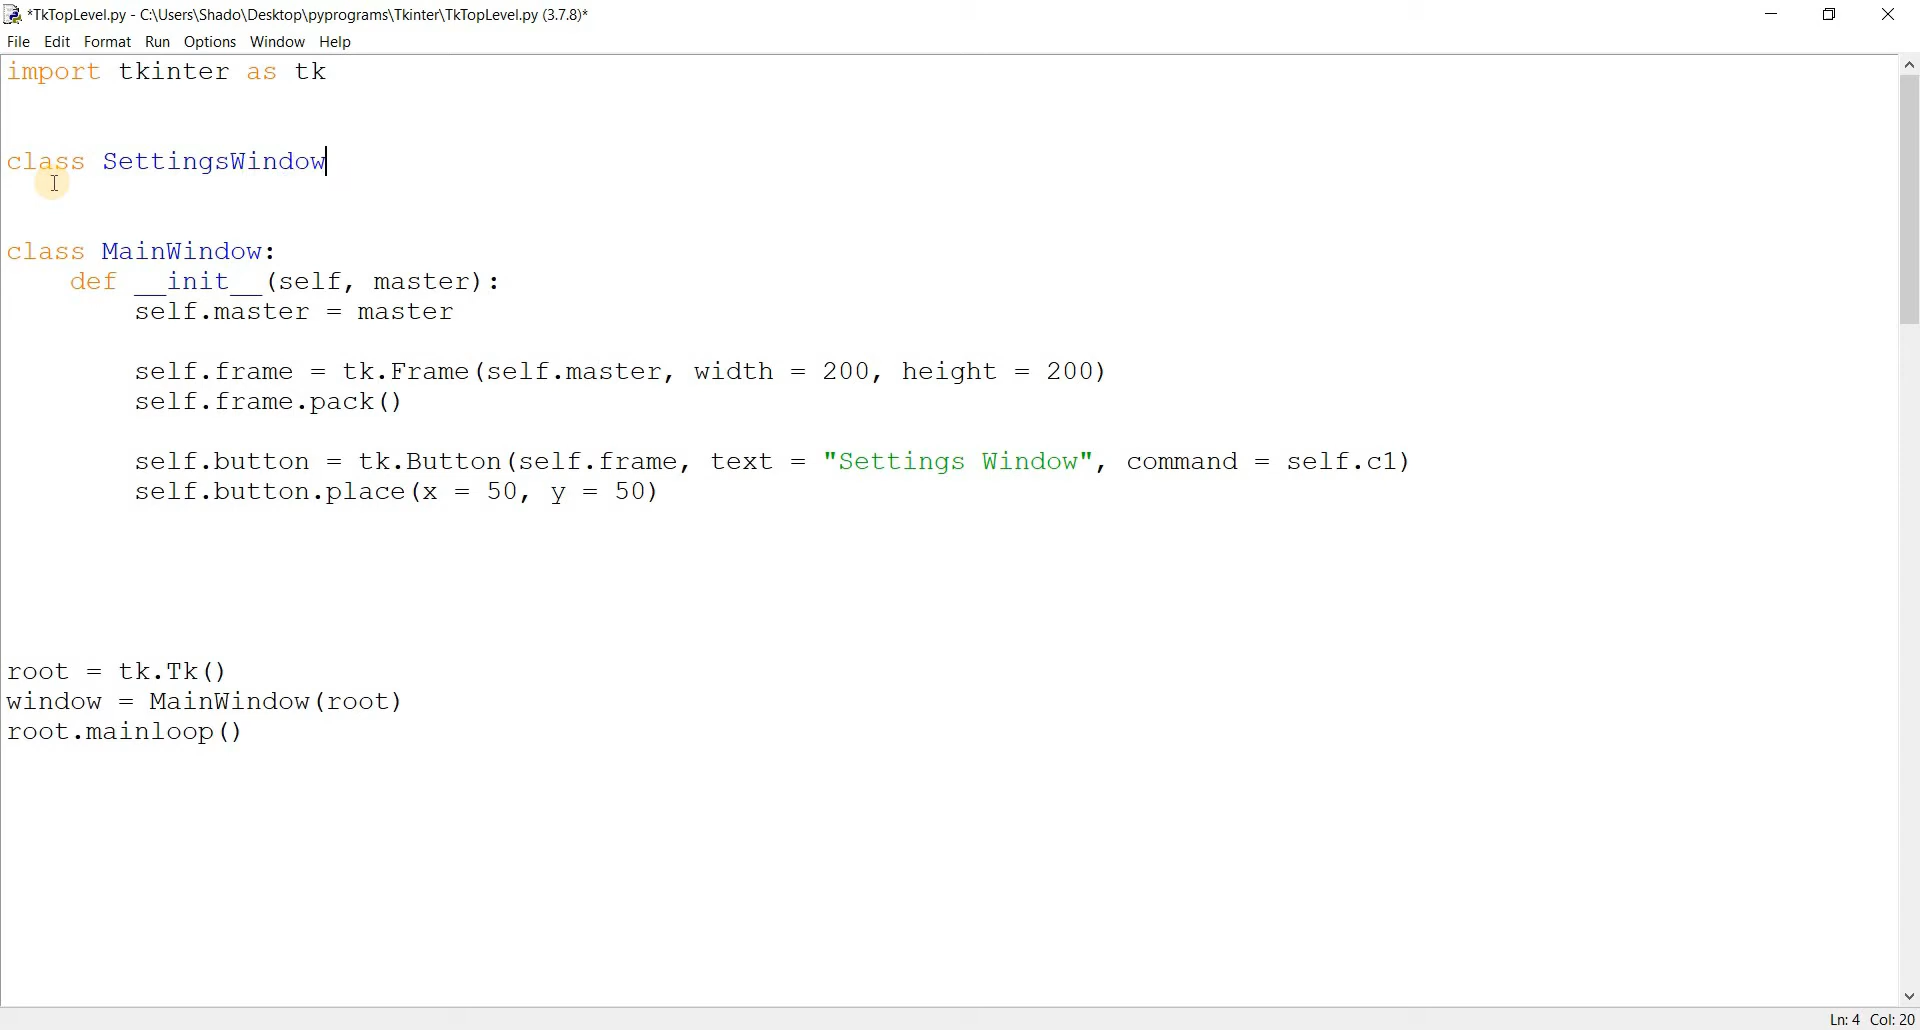 *TkTopLevel.py - C:\Users\Shado\Desktop\pyprograms\Tkinter\TkTopLevel.py (3.7.8)*
File Edit Format Run Options Window Help
import tkinter as tk
class SettingsWindow
class MainWindow:
    def __init__(self, master):
        self.master = master
        self.frame = tk.Frame(self.master, width = 200, height = 200)
        self.frame.pack()
        self.button = tk.Button(self.frame, text = "Settings Window", command = self.c1)
        self.button.place(x = 50, y = 50)
root = tk.Tk()
window = MainWindow(root)
root.mainloop()
Ln: 4 Col: 20